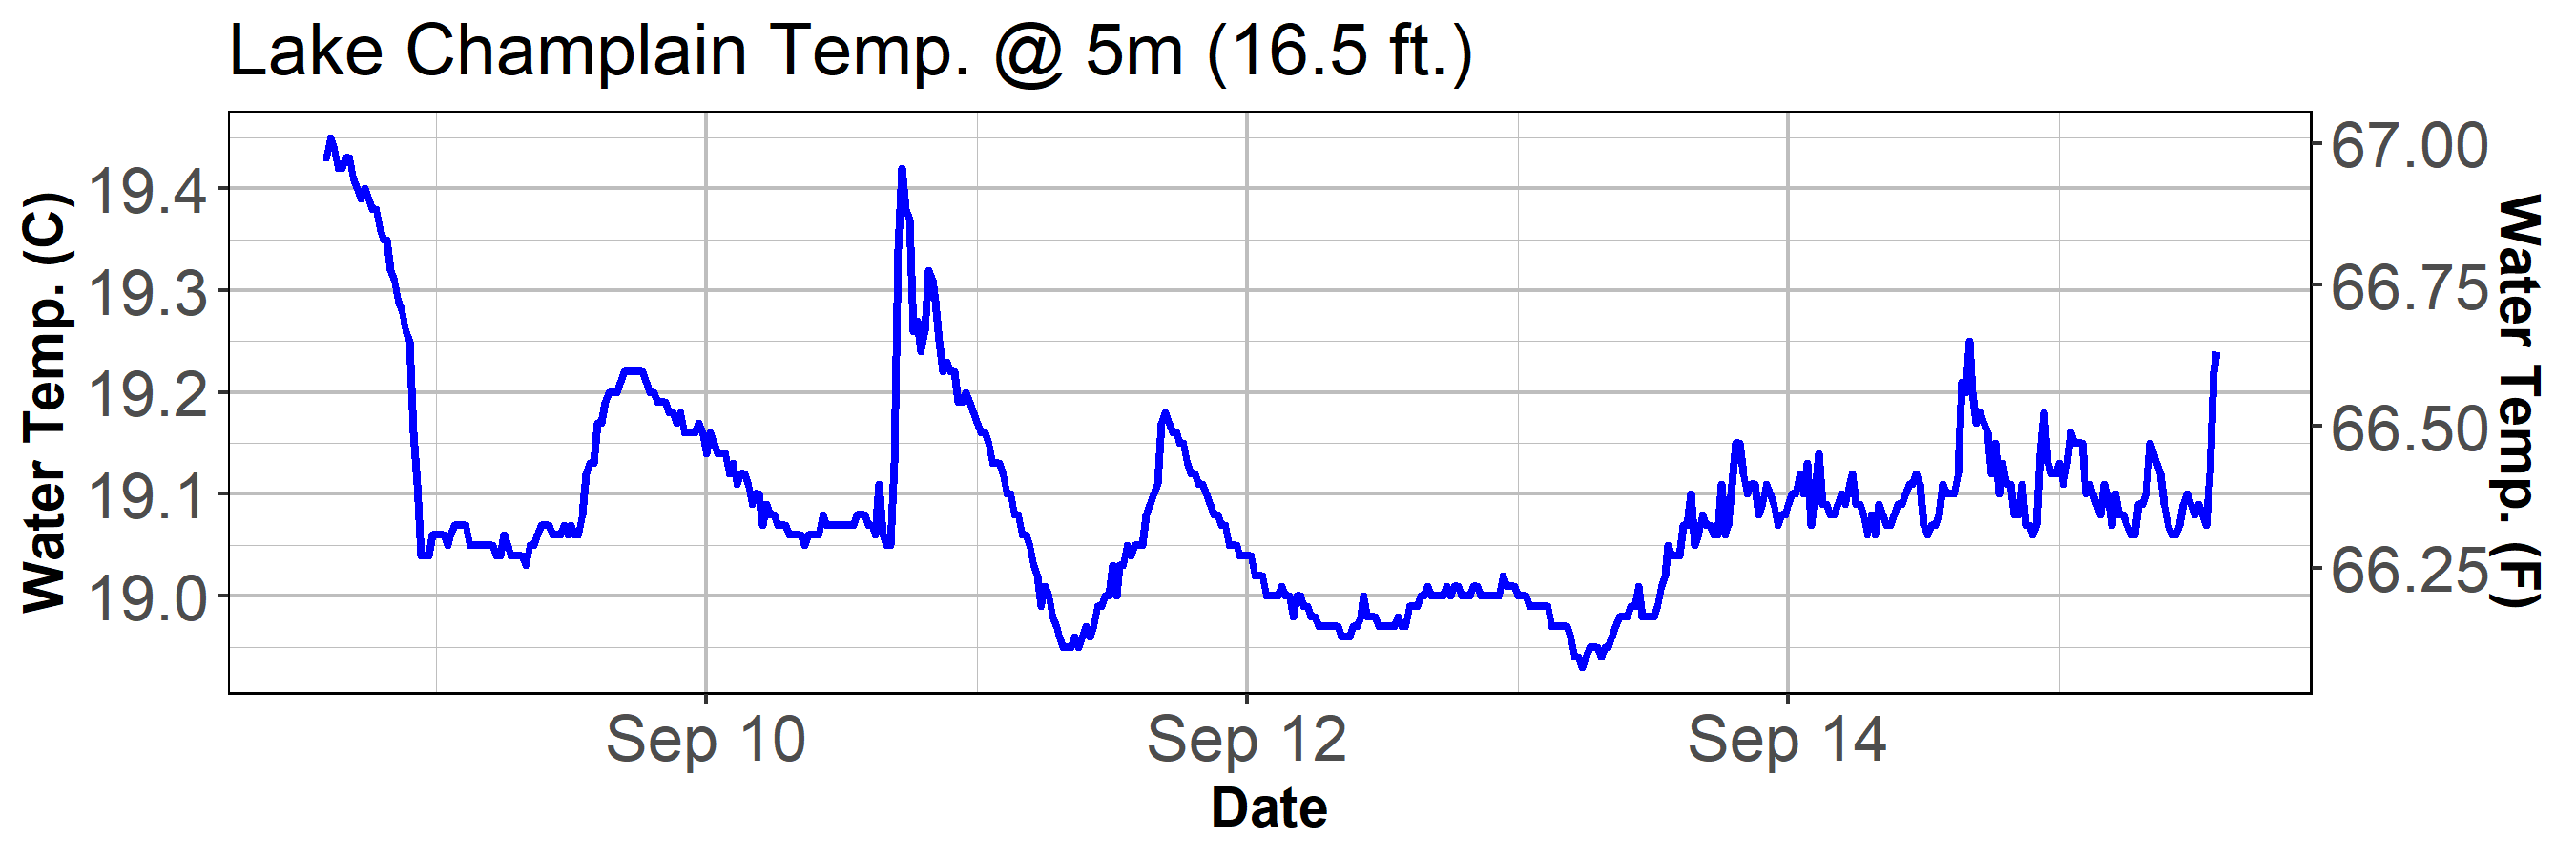 Lake Champlain Temp. @ 5m (16.5 ft.)
Water Temp. (C)
19.4
19.3
19.2
19.1
19.0
67.00
66.75
66.50
66.25
Water Temp. (F)
Sep 10 Sep 12 Sep 14
Date